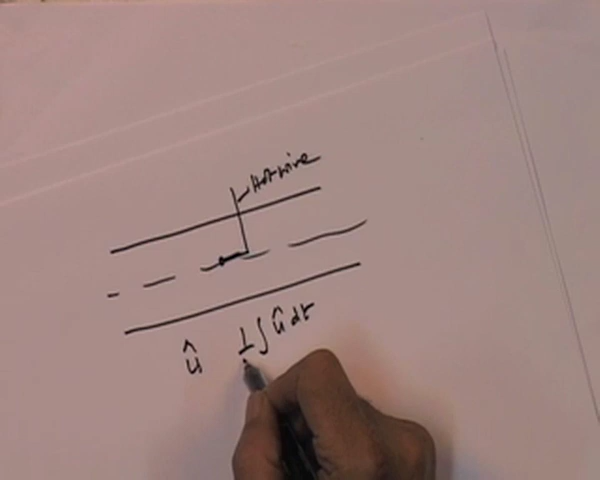 Hot wire
û 1/ ∫ û dt